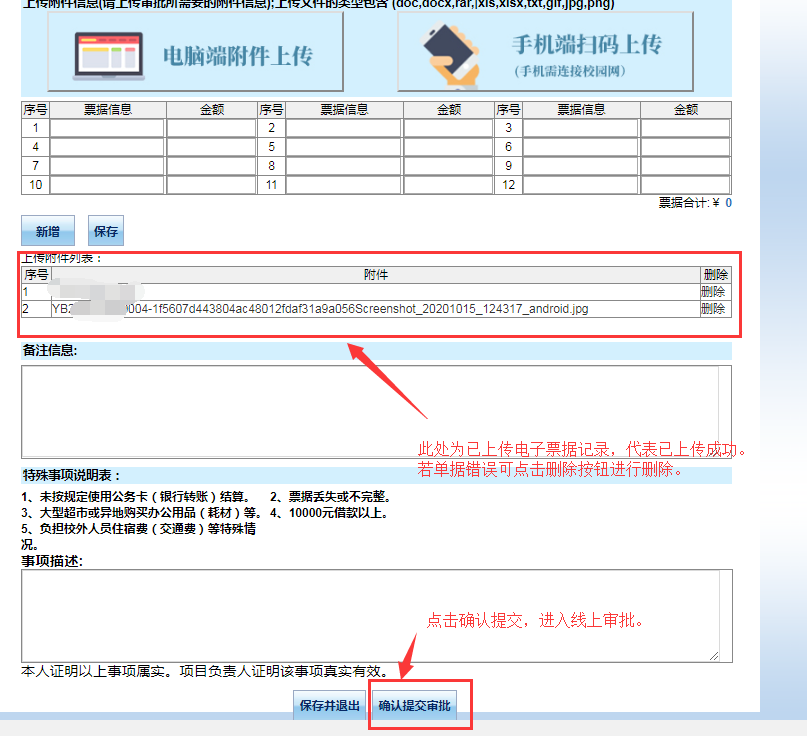 上传附件信息(请上传审批所需要的附件信息);上传文件的类型包含 (doc,docx,rar,|xls,xlsx,txt,gif,jpg,png)
电脑端附件上传
手机端扫码上传
(手机需连接校园网)
序号 票据信息 金额 序号 票据信息 金额 序号 票据信息 金额
1 2 3
4 5 6
7 8 9
10 11 12
票据合计: ¥ 0
新增 保存
上传附件列表：
序号 附件 删除
1 删除
2 004-1f5607d443804ac48012fdaf31a9a056Screenshot_20201015_124317_android.jpg 删除
备注信息:
此处为已上传电子票据记录，代表已上传成功。
若单据错误可点击删除按钮进行删除。
特殊事项说明表：
1、未按规定使用公务卡（银行转账）结算。 2、票据丢失或不完整。
3、大型超市或异地购买办公用品（耗材）等。 4、10000元借款以上。
5、负担校外人员住宿费（交通费）等特殊情
况。
事项描述:
点击确认提交，进入线上审批。
本人证明以上事项属实。项目负责人证明该事项真实有效。
保存并退出 确认提交审批